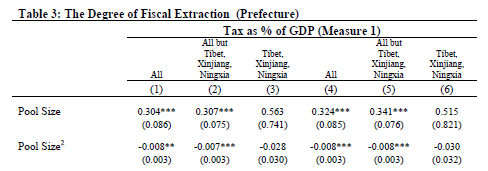 Table 3: The Degree of Fiscal Extraction (Prefecture)
Tax as % of GDP (Measure 1)
All All but Tibet, Xinjiang, Ningxia Tibet, Xinjiang, Ningxia All All but Tibet, Xinjiang, Ningxia Tibet, Xinjiang, Ningxia
(1) (2) (3) (4) (5) (6)
Pool Size 0.304*** 0.307*** 0.563 0.324*** 0.341*** 0.515
(0.086) (0.075) (0.741) (0.085) (0.076) (0.821)
Pool Size² -0.008** -0.007*** -0.028 -0.008*** -0.008*** -0.030
(0.003) (0.003) (0.030) (0.003) (0.003) (0.032)